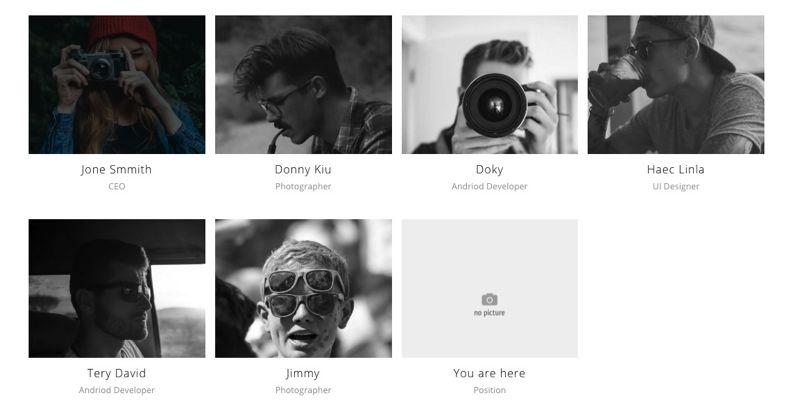 Jone Smmith
CEO
Donny Kiu
Photographer
Doky
Andriod Developer
Haec Linla
UI Designer
Tery David
Andriod Developer
Jimmy
Photographer
no picture
You are here
Position